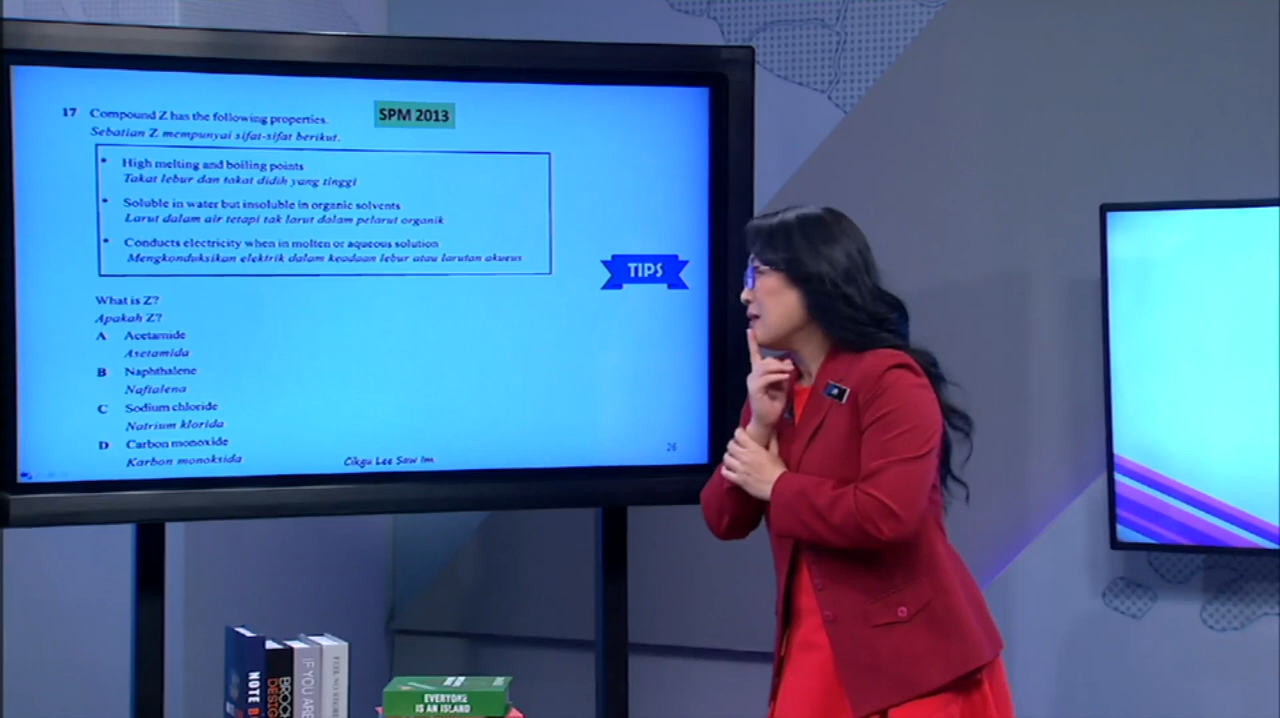 17 Compound Z has the following properties.
SPM 2013
Sebatian Z mempunyai sifat-sifat berikut.
• High melting and boiling points
Takat lebur dan takat didih yang tinggi
• Soluble in water but insoluble in organic solvents
Larut dalam air tetapi tak larut dalam pelarut organik
• Conducts electricity when in molten or aqueous solution
Mengkonduksikan elektrik dalam keadaan lebur atau larutan akueus
TIPS
What is Z?
Apakah Z?
A Acetamide
Asetamida
B Naphthalene
Naftalena
C Sodium chloride
Natrium klorida
D Carbon monoxide
Karbon monoksida
Cikgu Lee Saw Im
26
NOTE
IF YOU ARE
EVERYONE
IS AN ISLAND